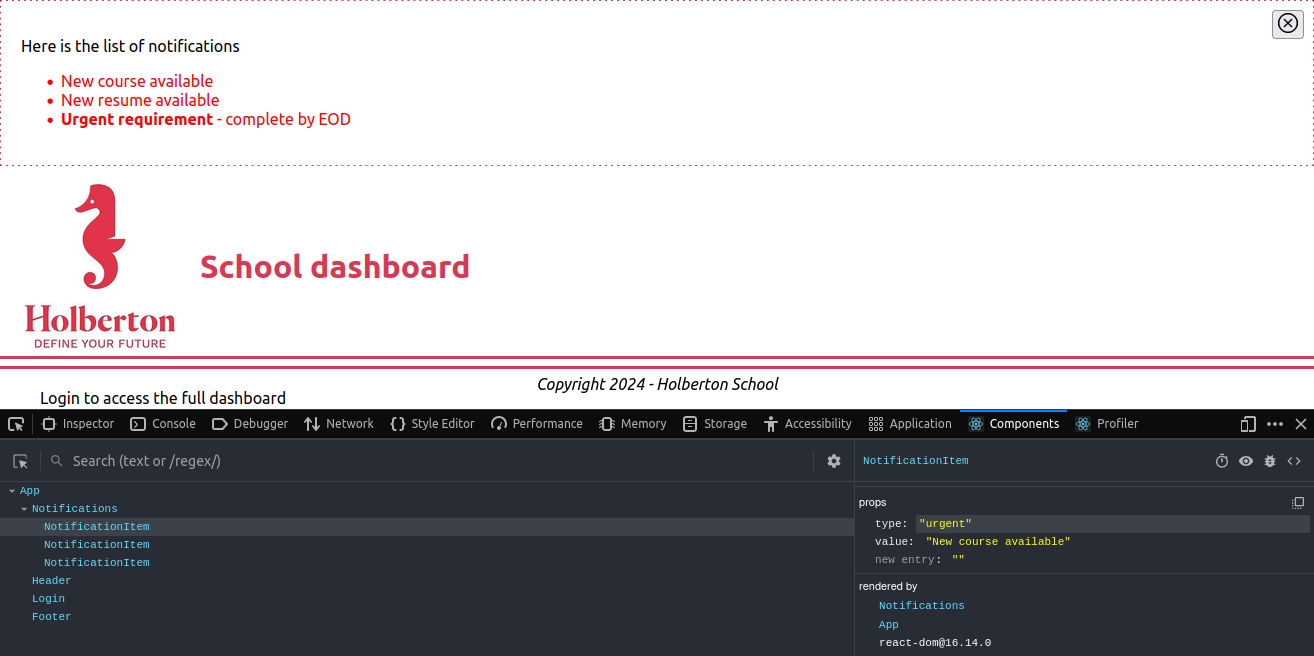 Here is the list of notifications
New course available
New resume available
Urgent requirement - complete by EOD
School dashboard
Holberton
DEFINE YOUR FUTURE
Copyright 2024 - Holberton School
Login to access the full dashboard
Inspector Console Debugger Network Style Editor Performance Memory Storage Accessibility Application Components Profiler
Search (text or /regex/)
App
Notifications
NotificationItem
NotificationItem
NotificationItem
Header
Login
Footer
NotificationItem
props
type: "urgent"
value: "New course available"
new entry: ""
rendered by
Notifications
App
react-dom@16.14.0